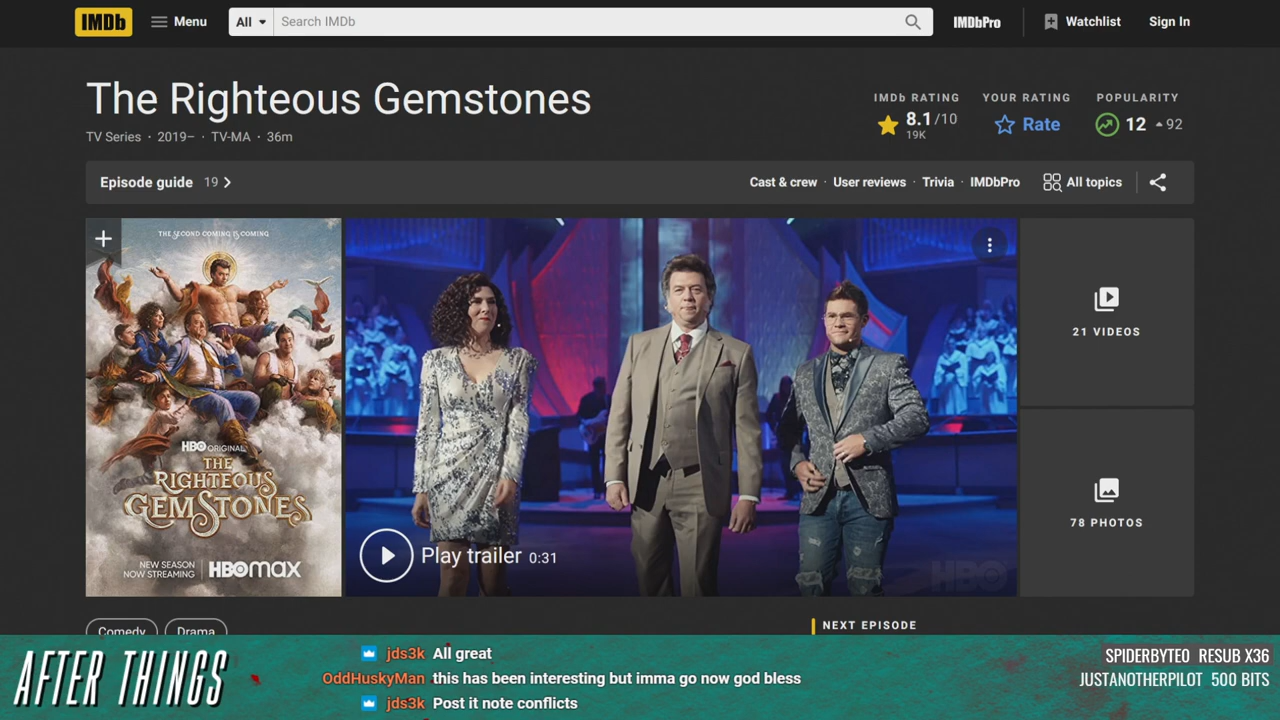 IMDb
Menu
All
Search IMDb
IMDbPro
Watchlist
Sign In
The Righteous Gemstones
TV Series · 2019– · TV-MA · 36m
IMDb RATING
8.1/10
19K
YOUR RATING
Rate
POPULARITY
12
92
Episode guide 19
Cast & crew · User reviews · Trivia · IMDbPro
All topics
THE SECOND COMING IS COMING
HBO ORIGINAL
THE
RIGHTEOUS
GEMSTONES
NEW SEASON
NOW STREAMING
HBOmax
Play trailer 0:31
HBO
21 VIDEOS
78 PHOTOS
Comedy
Drama
NEXT EPISODE
AFTER THINGS
jds3k All great
OddHuskyMan this has been interesting but imma go now god bless
jds3k Post it note conflicts
SPIDERBYTE0 RESUB X36
JUSTANOTHERPILOT 500 BITS